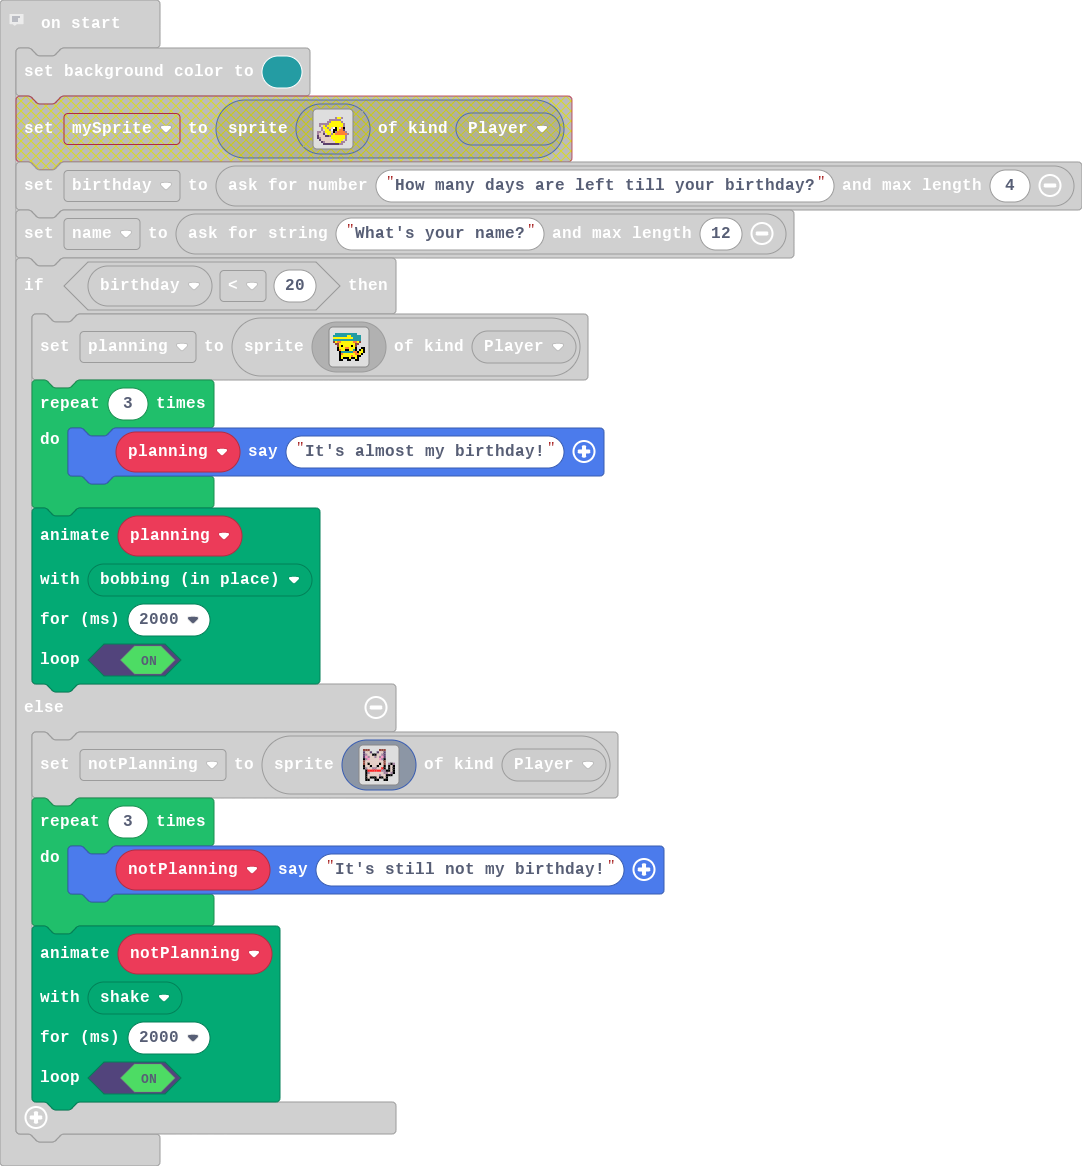 on start
set background color to
set mySprite to sprite of kind Player
set birthday to ask for number "How many days are left till your birthday?" and max length 4
set name to ask for string "What's your name?" and max length 12
if birthday < 20 then
set planning to sprite of kind Player
repeat 3 times
do planning say "It's almost my birthday!"
animate planning
with bobbing (in place)
for (ms) 2000
loop ON
else
set notPlanning to sprite of kind Player
repeat 3 times
do notPlanning say "It's still not my birthday!"
animate notPlanning
with shake
for (ms) 2000
loop ON